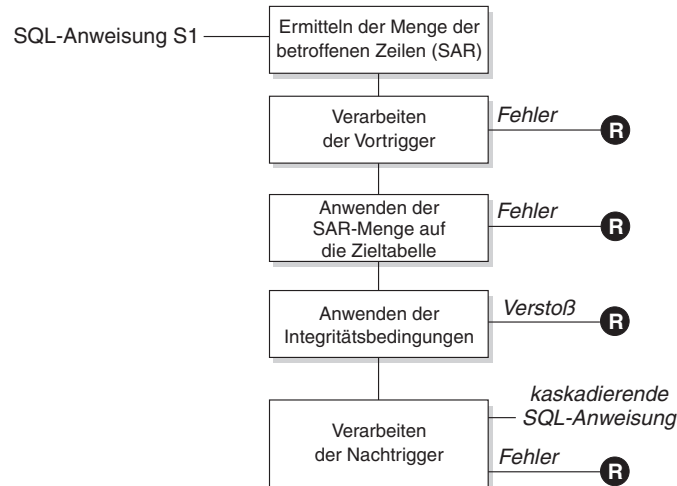 SQL-Anweisung S1
Ermitteln der Menge der
betroffenen Zeilen (SAR)
Verarbeiten
der Vortrigger
Fehler
R
Anwenden der
SAR-Menge auf
die Zieltabelle
Fehler
R
Anwenden der
Integritätsbedingungen
Verstoß
R
Verarbeiten
der Nachtrigger
kaskadierende
SQL-Anweisung
Fehler
R